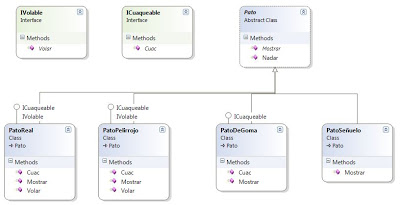 IVolable
Interface
Methods
Volar
ICuaqueable
Interface
Methods
Cuac
Pato
Abstract Class
Methods
Mostrar
Nadar
ICuaqueable
IVolable
PatoReal
Class
Pato
Methods
Cuac
Mostrar
Volar
ICuaqueable
IVolable
PatoPelirrojo
Class
Pato
Methods
Cuac
Mostrar
Volar
ICuaqueable
PatoDeGoma
Class
Pato
Methods
Cuac
Mostrar
PatoSeñuelo
Class
Pato
Methods
Mostrar